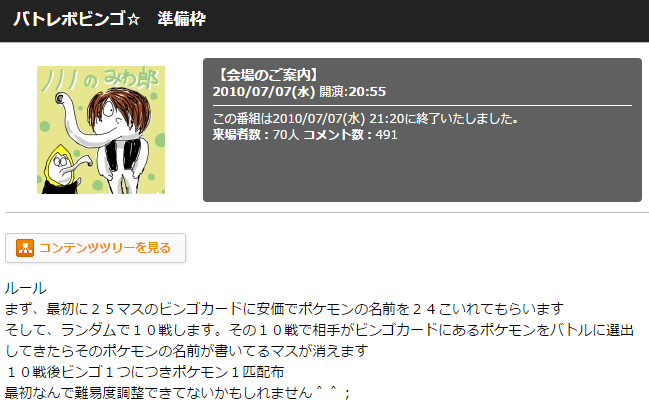 バトレボビンゴ☆　準備枠
ノノノの みわ郎
【会場のご案内】
2010/07/07(水) 開演:20:55
この番組は2010/07/07(水) 21:20に終了いたしました。
来場者数：70人 コメント数：491
コンテンツツリーを見る
ルール
まず、最初に２５マスのビンゴカードに安価でポケモンの名前を２４こいれてもらいます
そして、ランダムで１０戦します。その１０戦で相手がビンゴカードにあるポケモンをバトルに選出
してきたらそのポケモンの名前が書いてるマスが消えます
１０戦後ビンゴ１つにつきポケモン１匹配布
最初なんで難易度調整できてないかもしれません＾＾；